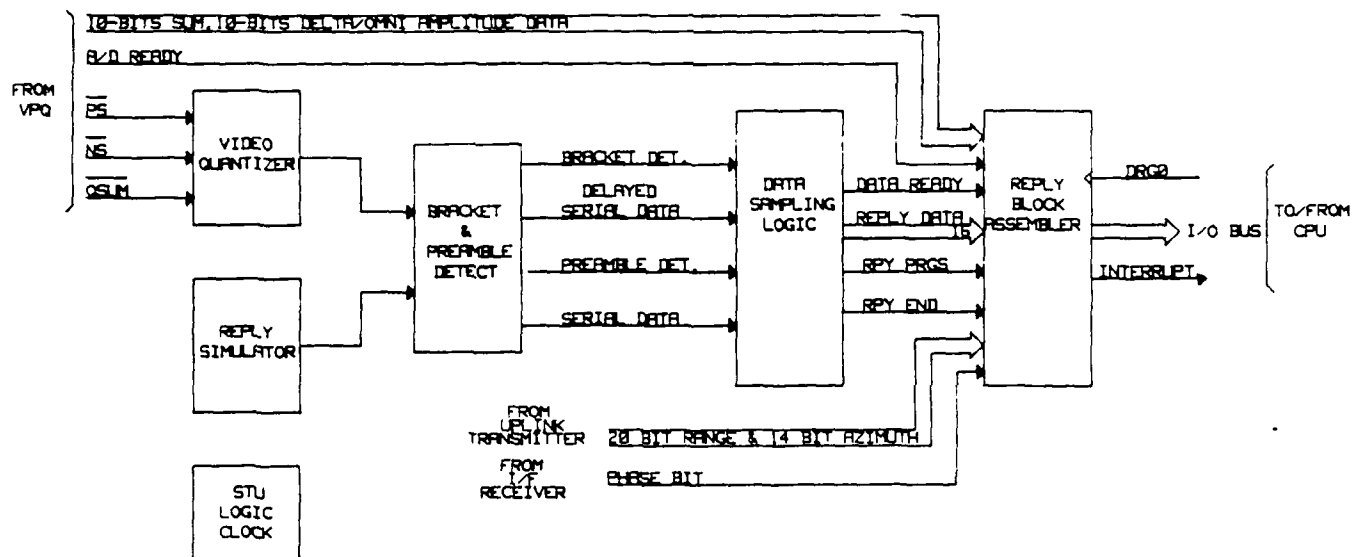 10-BITS SUM,10-BITS DELTA/OMNI AMPLITUDE DATA
A/D READY
FROM
VPQ
PS
NS
QSUM
VIDEO
QUANTIZER
REPLY
SIMULATOR
STU
LOGIC
CLOCK
BRACKET
&
PREAMBLE
DETECT
BRACKET DET.
DELAYED
SERIAL DATA
PREAMBLE DET.
SERIAL DATA
DATA
SAMPLING
LOGIC
DATA READY
REPLY DATA
16
RPY PRGS
RPY END
REPLY
BLOCK
ASSEMBLER
DRG0
I/O BUS
INTERRUPT
TO/FROM
CPU
FROM
UPLINK
TRANSMITTER
20 BIT RANGE & 14 BIT AZIMUTH
FROM
I/F
RECEIVER
PHASE BIT